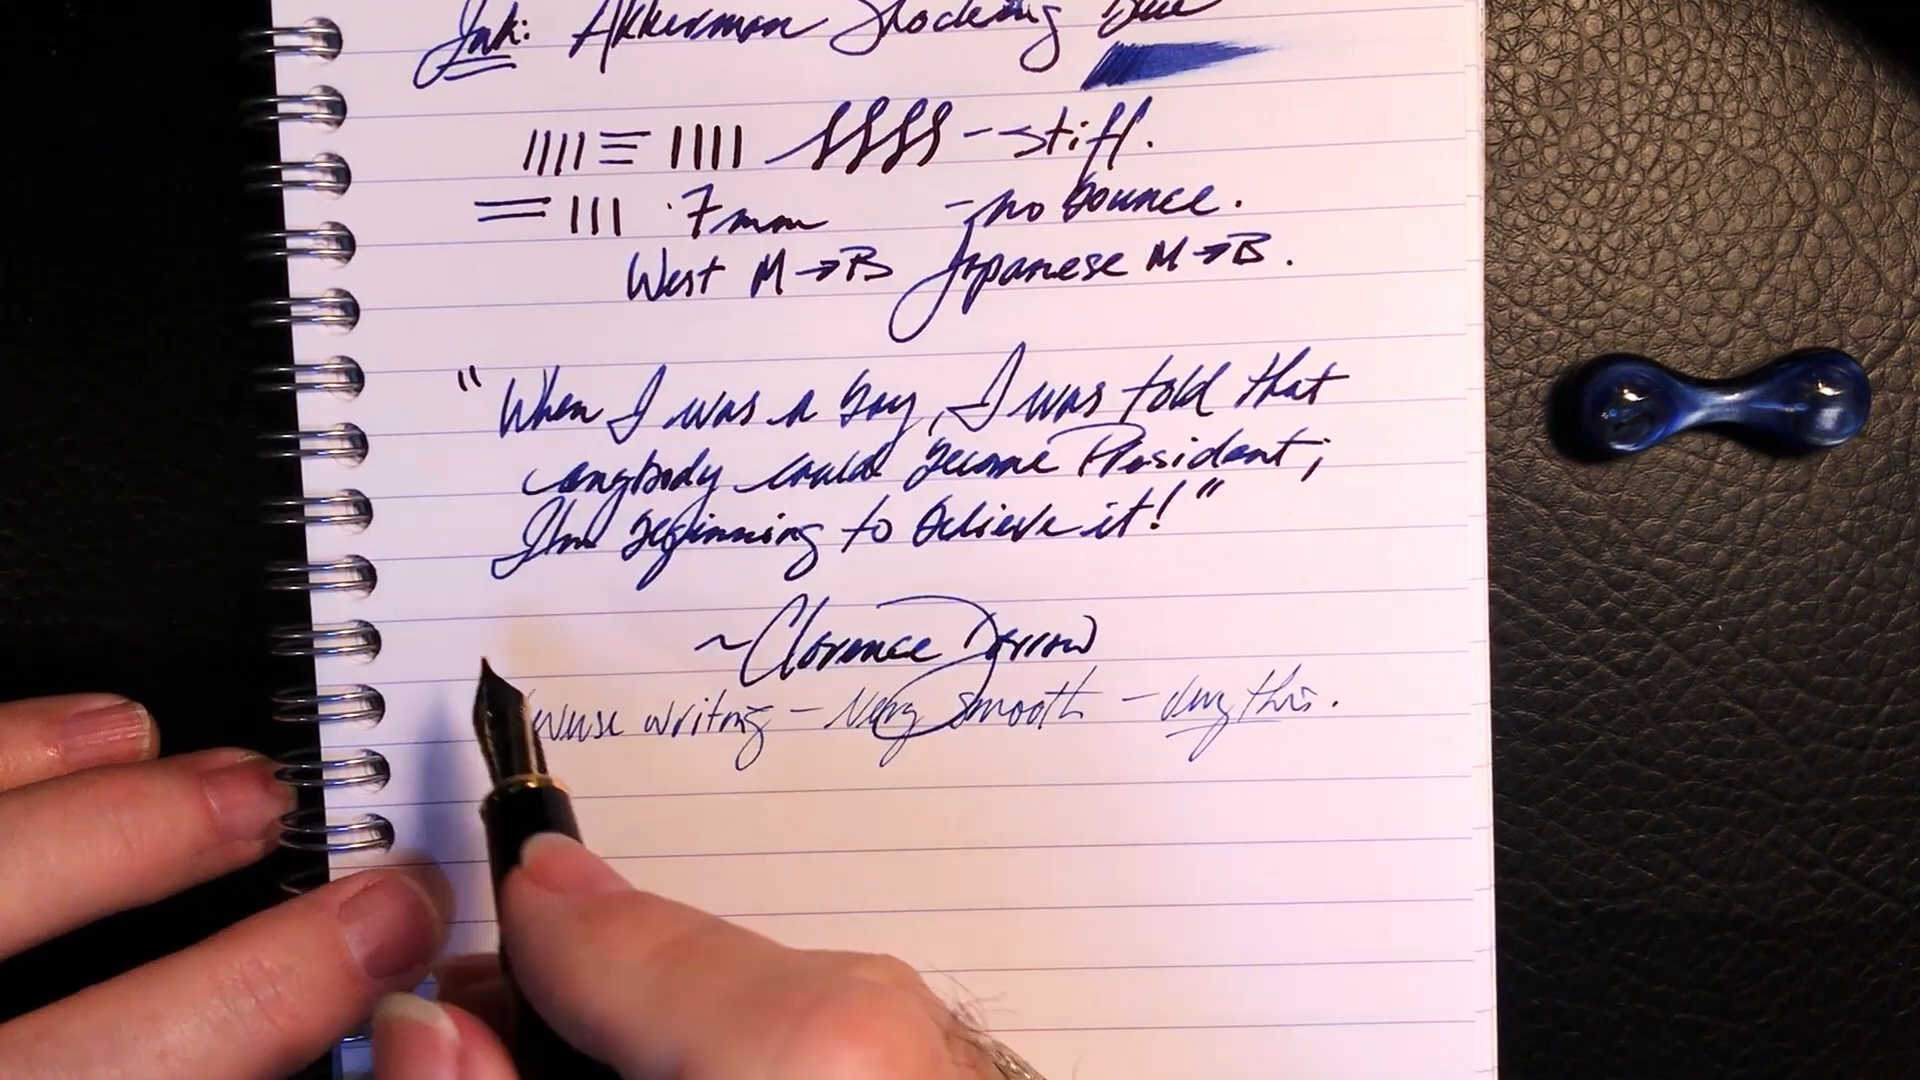 Ink: Akkerman Shocking Blue
- stiff.
.7mm - no bounce.
West M→B Japanese M→B.
"When I was a boy, I was told that
anybody could become President;
I'm beginning to believe it!"
~Clarence Darrow
writing - Very smooth - Very thin.